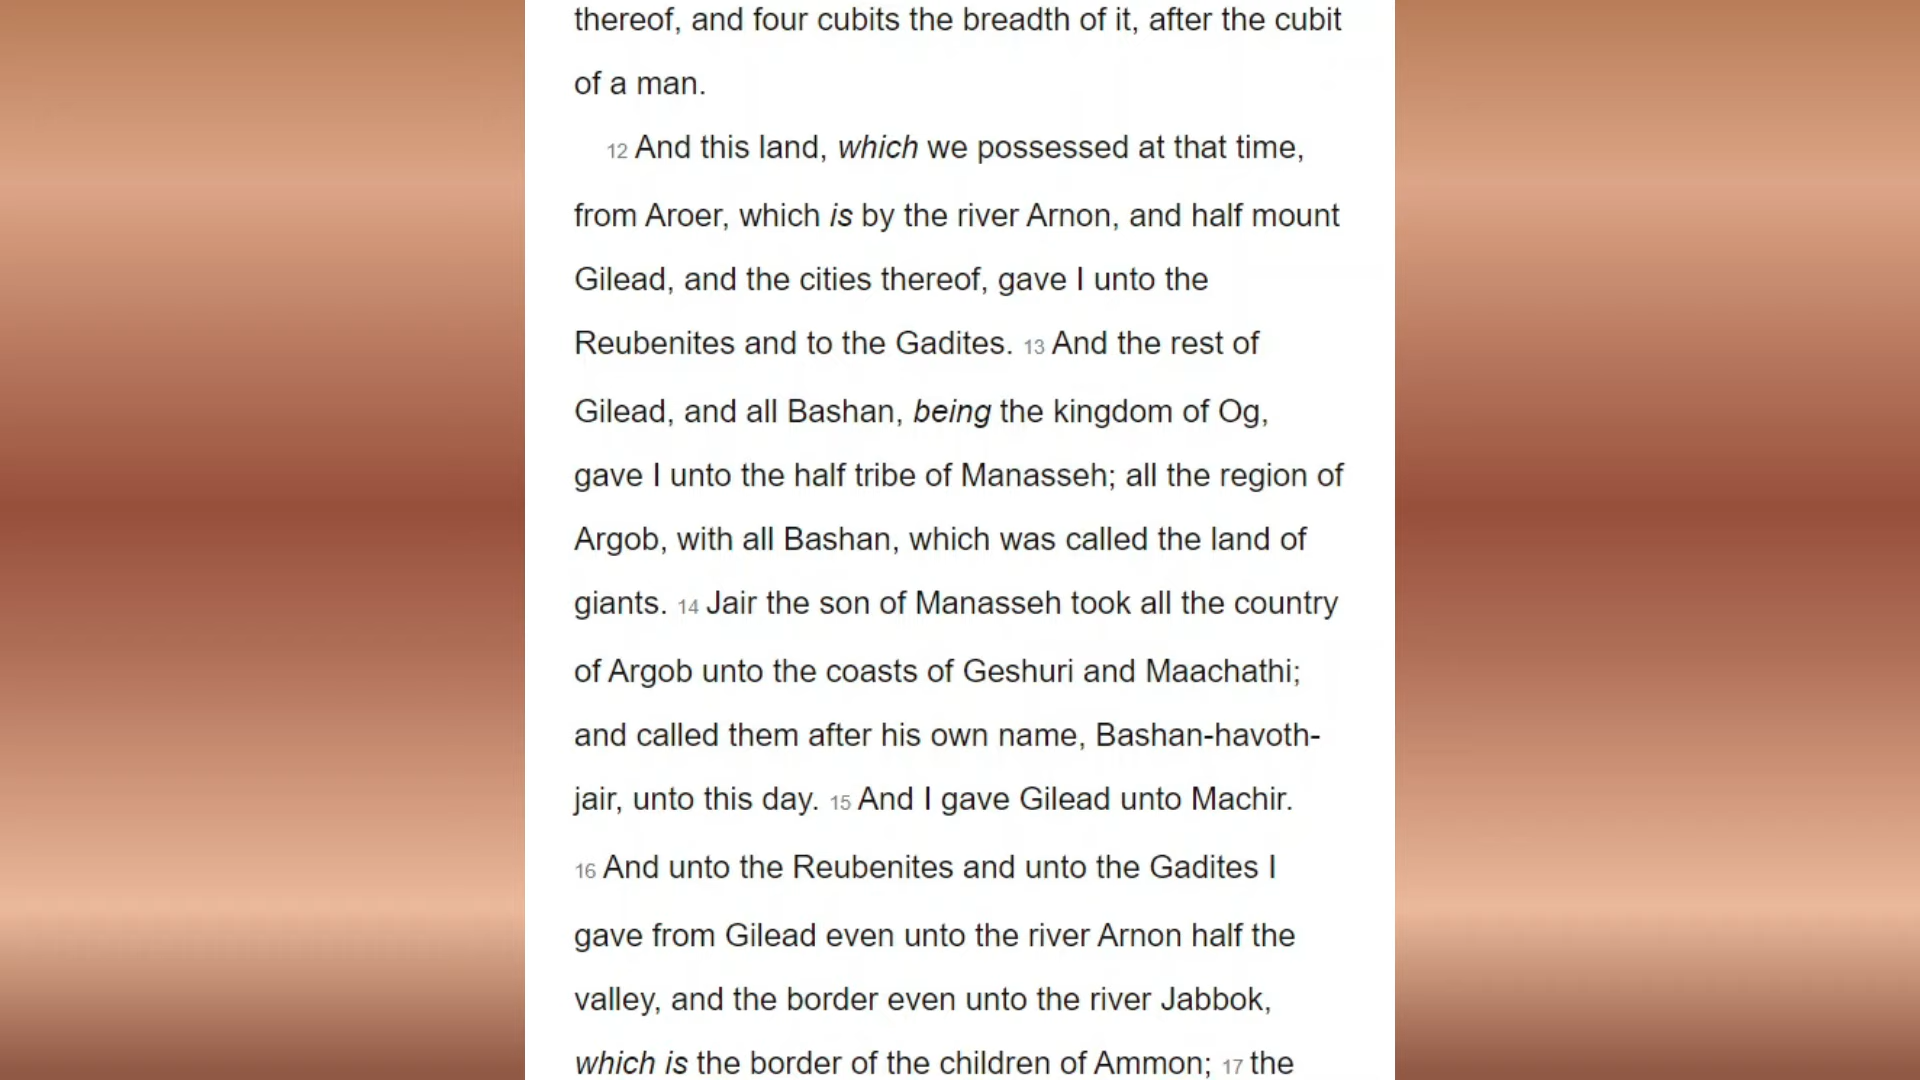 thereof, and four cubits the breadth of it, after the cubit
of a man.
12 And this land, which we possessed at that time,
from Aroer, which is by the river Arnon, and half mount
Gilead, and the cities thereof, gave I unto the
Reubenites and to the Gadites. 13 And the rest of
Gilead, and all Bashan, being the kingdom of Og,
gave I unto the half tribe of Manasseh; all the region of
Argob, with all Bashan, which was called the land of
giants. 14 Jair the son of Manasseh took all the country
of Argob unto the coasts of Geshuri and Maachathi;
and called them after his own name, Bashan-havoth-
jair, unto this day. 15 And I gave Gilead unto Machir.
16 And unto the Reubenites and unto the Gadites I
gave from Gilead even unto the river Arnon half the
valley, and the border even unto the river Jabbok,
which is the border of the children of Ammon; 17 the